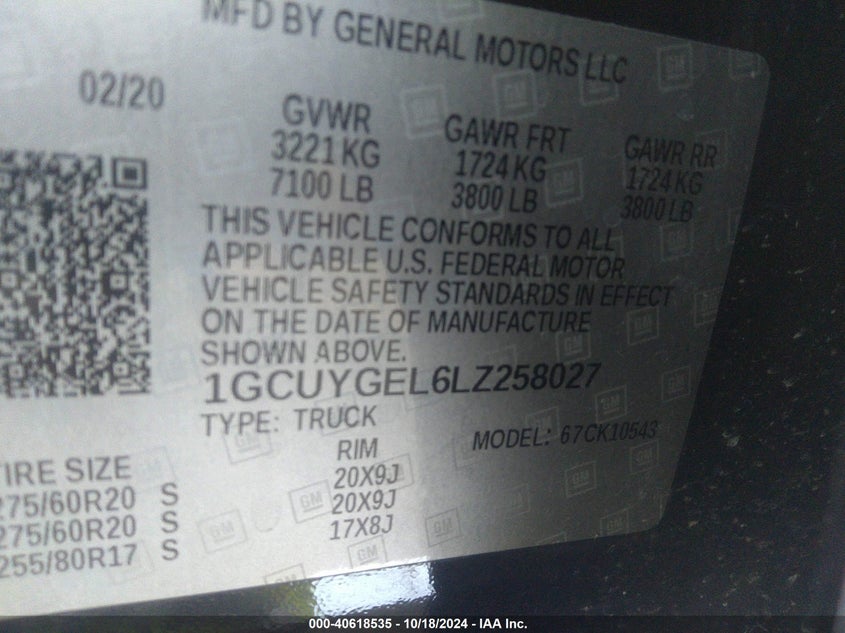 MFD BY GENERAL MOTORS LLC
02/20
GVWR GAWR FRT GAWR RR
3221 KG 1724 KG 1724 KG
7100 LB 3800 LB 3800 LB
THIS VEHICLE CONFORMS TO ALL
APPLICABLE U.S. FEDERAL MOTOR
VEHICLE SAFETY STANDARDS IN EFFECT
ON THE DATE OF MANUFACTURE
SHOWN ABOVE.
1GCUYGEL6LZ258027
TYPE: TRUCK
MODEL: 67CK10543
TIRE SIZE RIM
275/60R20 S 20X9J
275/60R20 S 20X9J
255/80R17 S 17X8J
000-40618535 - 10/18/2024 - IAA Inc.